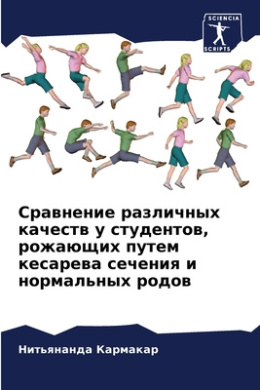 SCIENCIA
SCRIPTS
Сравнение различных
качеств у студентов,
рожающих путем
кесарева сечения и
нормальных родов
Нитьянанда Кармакар